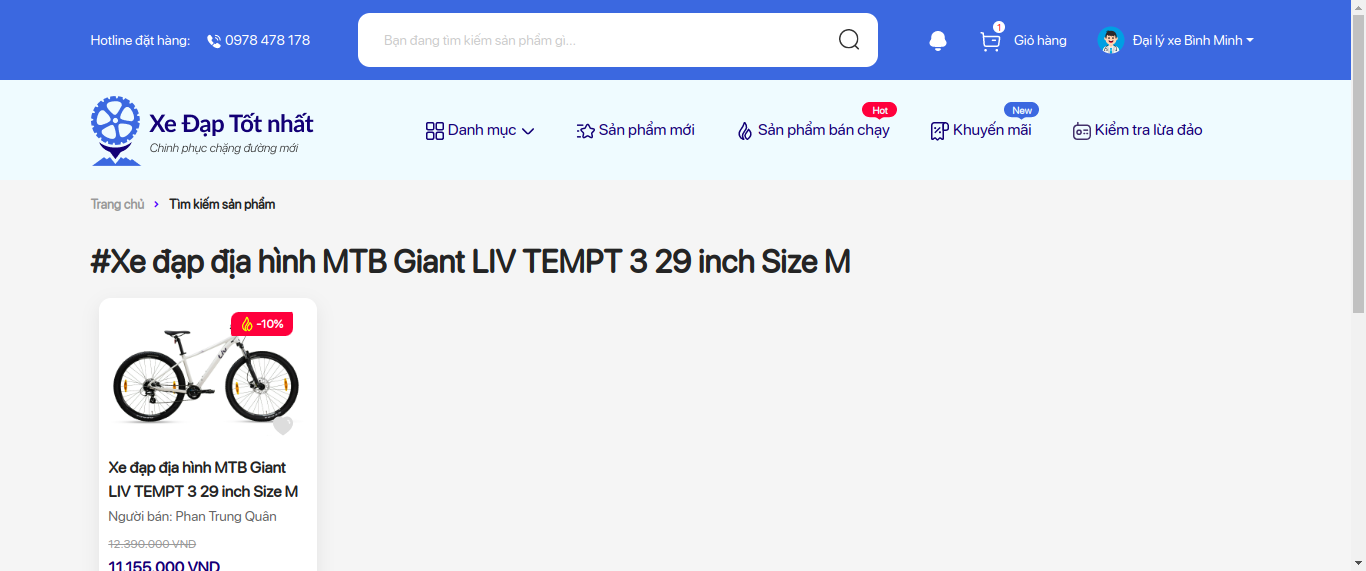 Hotline đặt hàng: 0978 478 178
Bạn đang tìm kiếm sản phẩm gì...
1
Giỏ hàng
Đại lý xe Bình Minh
Xe Đạp Tốt nhất
Chinh phục chặng đường mới
Danh mục
Sản phẩm mới
Hot
Sản phẩm bán chạy
New
Khuyến mãi
Kiểm tra lừa đảo
Trang chủ > Tìm kiếm sản phẩm
#Xe đạp địa hình MTB Giant LIV TEMPT 3 29 inch Size M
-10%
LIV
Xe đạp địa hình MTB Giant
LIV TEMPT 3 29 inch Size M
Người bán: Phan Trung Quân
12.390.000 VND
11.155.000 VND